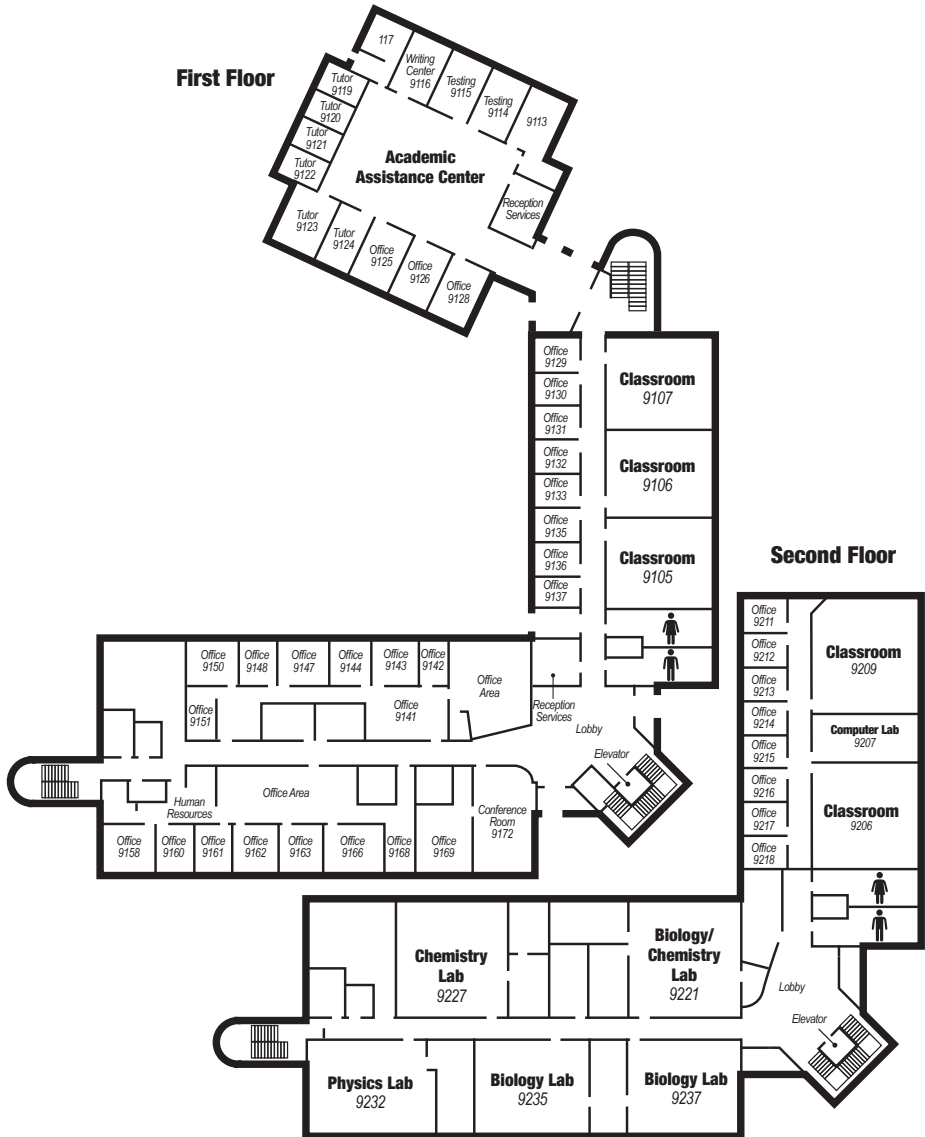 First Floor
117
Writing
Center
9116
Testing
9115
Testing
9114
9113
Tutor
9119
Tutor
9120
Tutor
9121
Tutor
9122
Academic
Assistance Center
Reception
Services
Tutor
9123
Tutor
9124
Office
9125
Office
9126
Office
9128
Office
9129
Office
9130
Office
9131
Office
9132
Office
9133
Office
9135
Office
9136
Office
9137
Classroom
9107
Classroom
9106
Classroom
9105
Office
9150
Office
9148
Office
9147
Office
9144
Office
9143
Office
9142
Office
Area
Office
9151
Office
9141
Reception
Services
Lobby
Elevator
Human
Resources
Office Area
Conference
Room
9172
Office
9158
Office
9160
Office
9161
Office
9162
Office
9163
Office
9166
Office
9168
Office
9169
Second Floor
Office
9211
Office
9212
Office
9213
Office
9214
Office
9215
Office
9216
Office
9217
Office
9218
Classroom
9209
Computer Lab
9207
Classroom
9206
Chemistry
Lab
9227
Biology/
Chemistry
Lab
9221
Lobby
Elevator
Physics Lab
9232
Biology Lab
9235
Biology Lab
9237